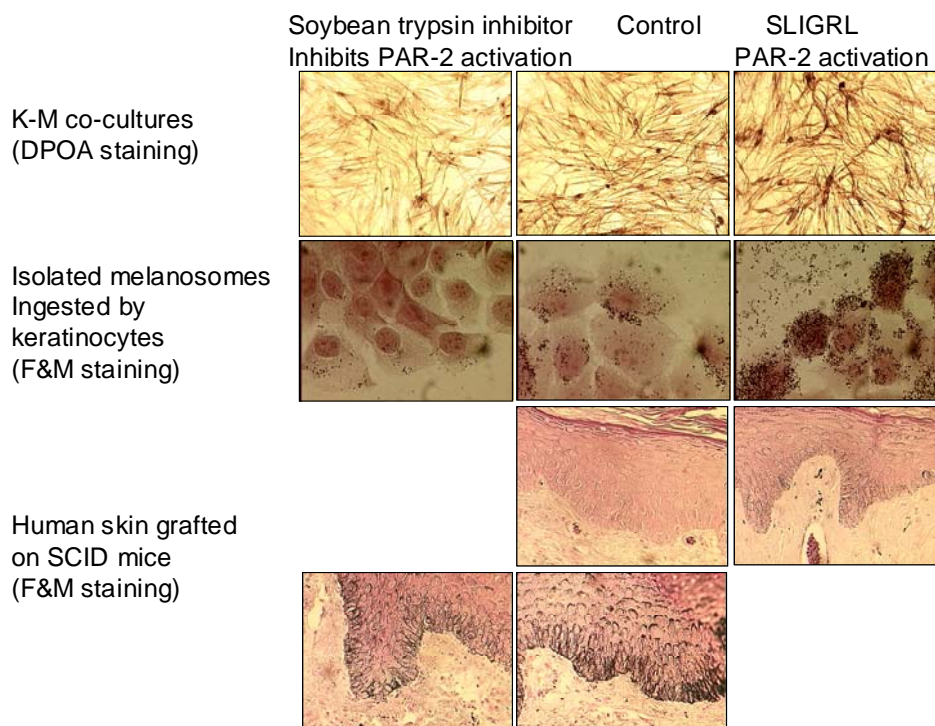 Soybean trypsin inhibitor
Inhibits PAR-2 activation
Control
SLIGRL
PAR-2 activation
K-M co-cultures
(DPOA staining)
Isolated melanosomes
Ingested by
keratinocytes
(F&M staining)
Human skin grafted
on SCID mice
(F&M staining)